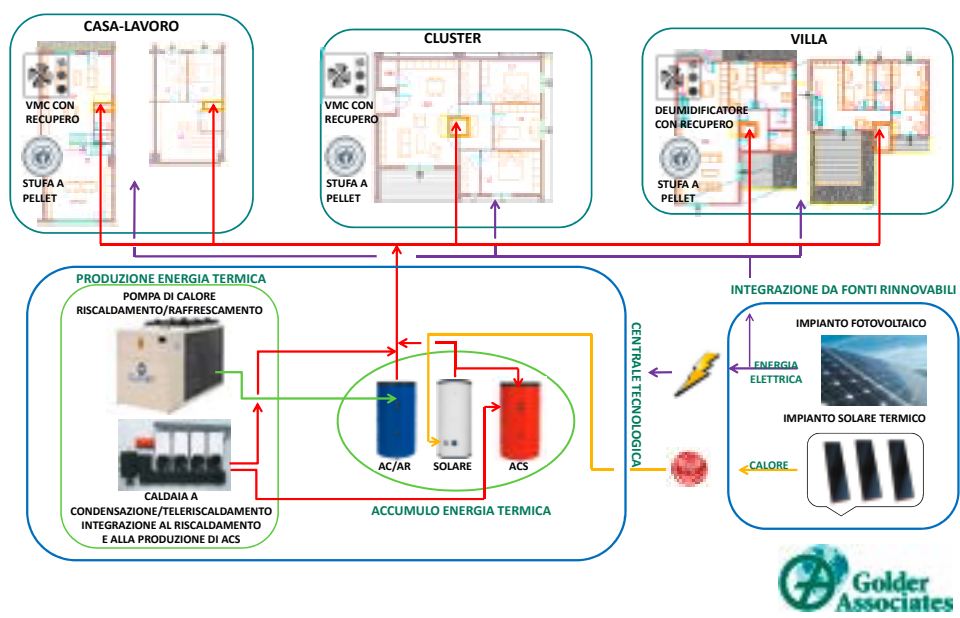 CASA-LAVORO
VMC CON
RECUPERO
STUFA A
PELLET
CLUSTER
VMC CON
RECUPERO
STUFA A
PELLET
VILLA
DEUMIDIFICATORE
CON RECUPERO
STUFA A
PELLET
PRODUZIONE ENERGIA TERMICA
POMPA DI CALORE
RISCALDAMENTO/RAFFRESCAMENTO
CALDAIA A
CONDENSAZIONE/TELERISCALDAMENTO
INTEGRAZIONE AL RISCALDAMENTO
E ALLA PRODUZIONE DI ACS
AC/AR
SOLARE
ACS
ACCUMULO ENERGIA TERMICA
CENTRALE TECNOLOGICA
INTEGRAZIONE DA FONTI RINNOVABILI
IMPIANTO FOTOVOLTAICO
ENERGIA
ELETTRICA
IMPIANTO SOLARE TERMICO
CALORE
Golder
Associates